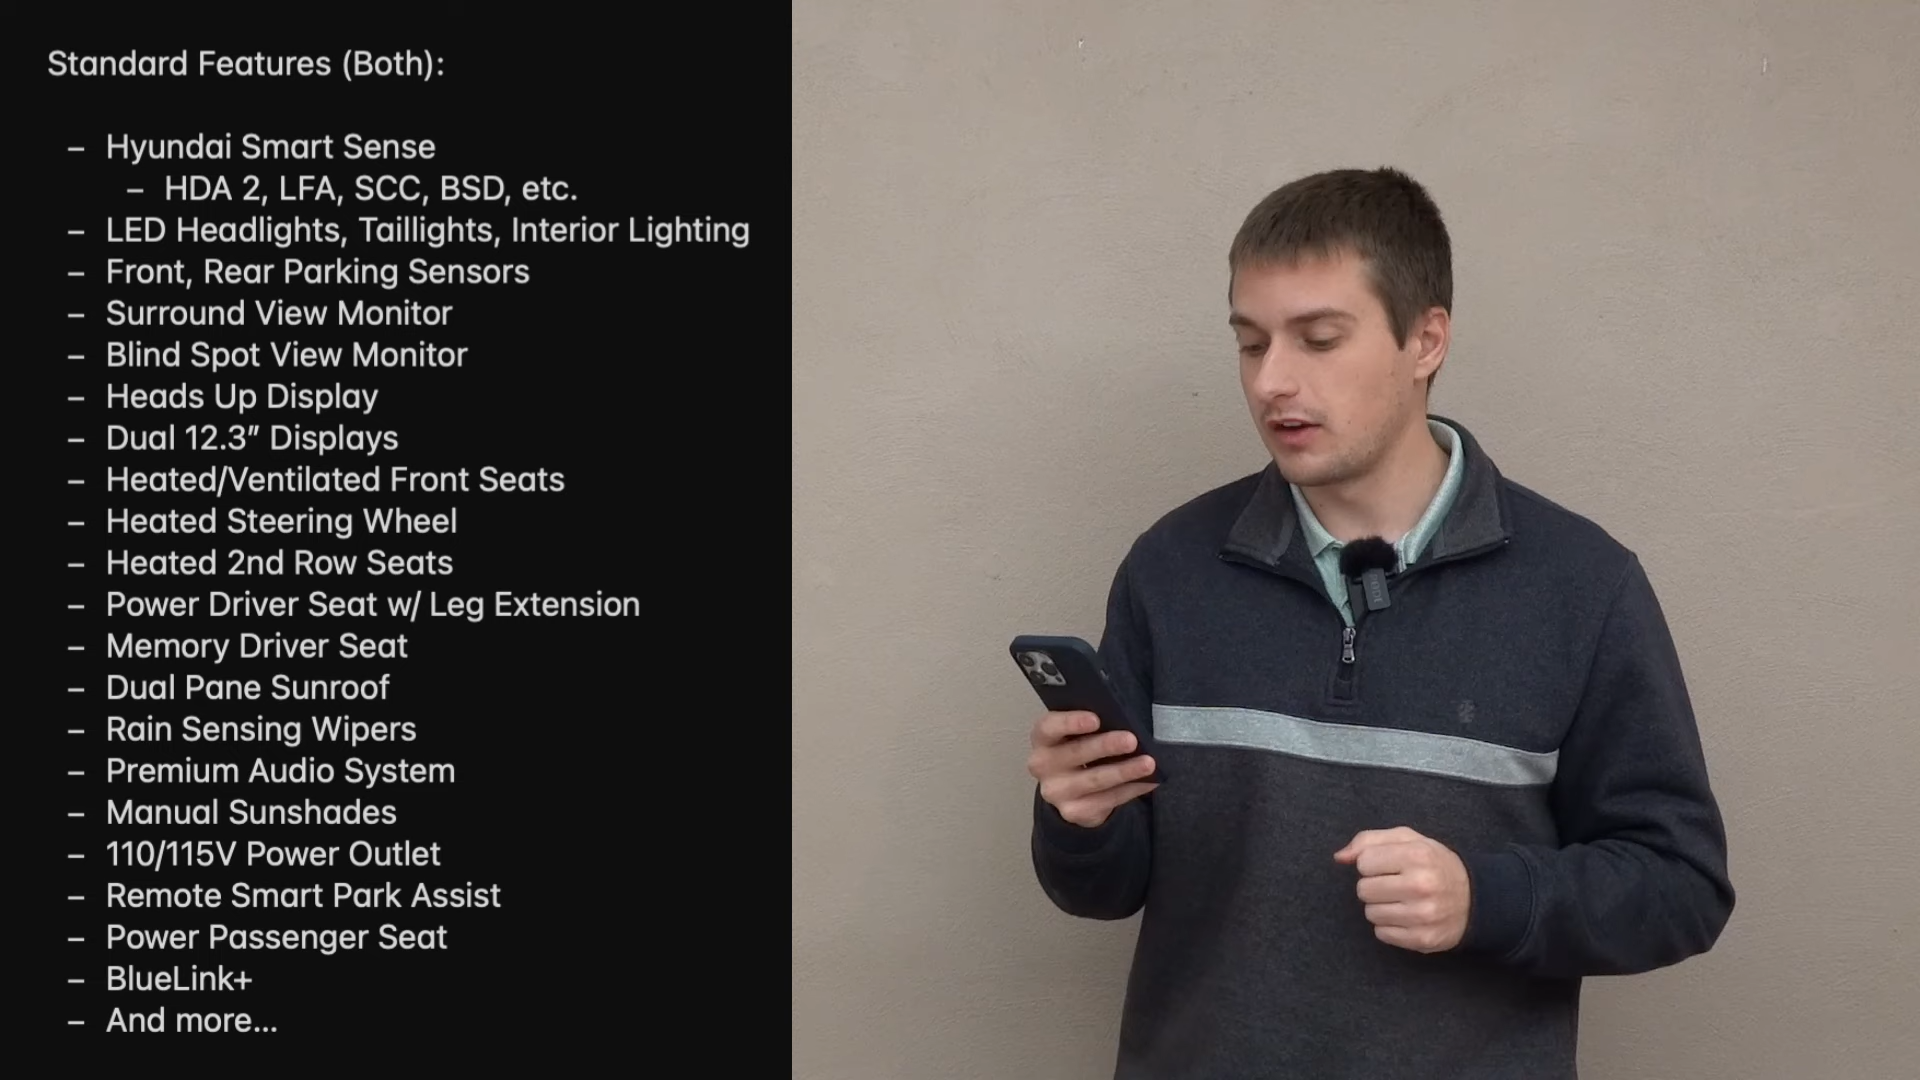 Standard Features (Both):
– Hyundai Smart Sense
– HDA 2, LFA, SCC, BSD, etc.
– LED Headlights, Taillights, Interior Lighting
– Front, Rear Parking Sensors
– Surround View Monitor
– Blind Spot View Monitor
– Heads Up Display
– Dual 12.3″ Displays
– Heated/Ventilated Front Seats
– Heated Steering Wheel
– Heated 2nd Row Seats
– Power Driver Seat w/ Leg Extension
– Memory Driver Seat
– Dual Pane Sunroof
– Rain Sensing Wipers
– Premium Audio System
– Manual Sunshades
– 110/115V Power Outlet
– Remote Smart Park Assist
– Power Passenger Seat
– BlueLink+
– And more...